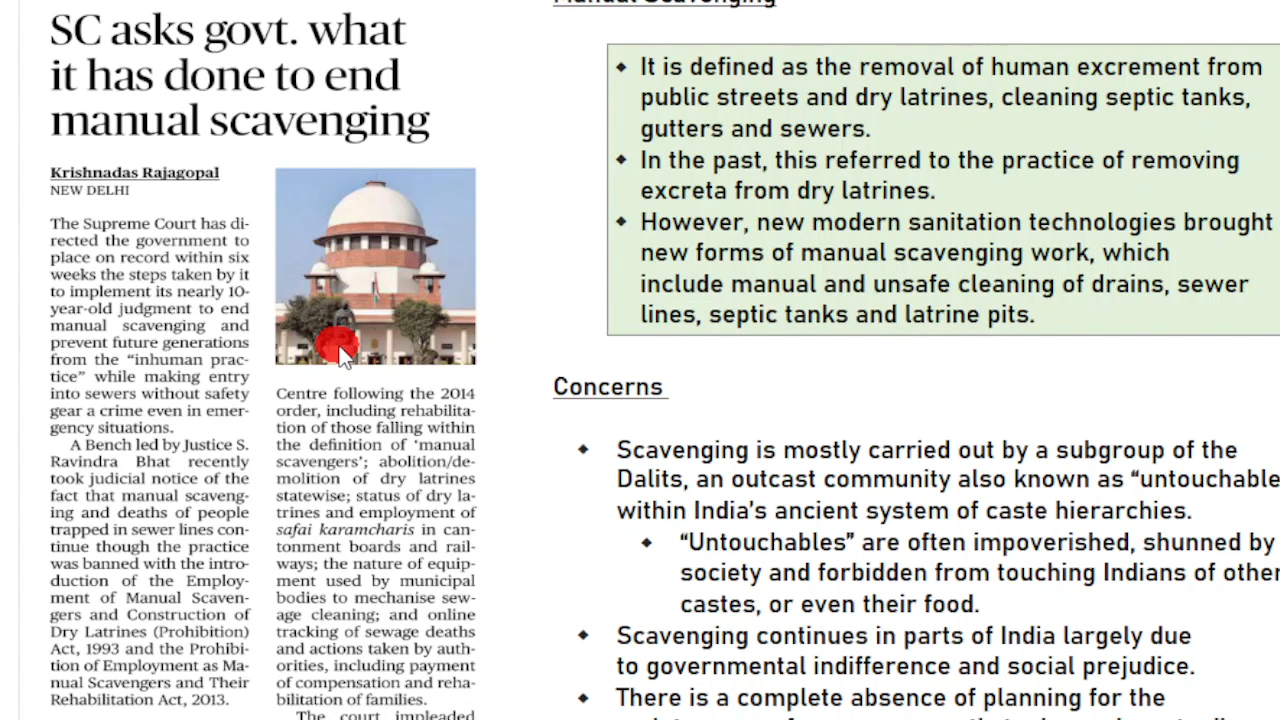 SC asks govt. what
it has done to end
manual scavenging
Krishnadas Rajagopal
NEW DELHI
The Supreme Court has di-
rected the government to
place on record within six
weeks the steps taken by it
to implement its nearly 10-
year-old judgment to end
manual scavenging and
prevent future generations
from the “inhuman prac-
tice” while making entry
into sewers without safety
gear a crime even in emer-
gency situations.
A Bench led by Justice S.
Ravindra Bhat recently
took judicial notice of the
fact that manual scaveng-
ing and deaths of people
trapped in sewer lines con-
tinue though the practice
was banned with the intro-
duction of the Employ-
ment of Manual Scaven-
gers and Construction of
Dry Latrines (Prohibition)
Act, 1993 and the Prohibi-
tion of Employment as Ma-
nual Scavengers and Their
Rehabilitation Act, 2013.
Centre following the 2014
order, including rehabilita-
tion of those falling within
the definition of ‘manual
scavengers’; abolition/de-
molition of dry latrines
statewise; status of dry la-
trines and employment of
safai karamcharis in can-
tonment boards and rail-
ways; the nature of equip-
ment used by municipal
bodies to mechanise sew-
age cleaning; and online
tracking of sewage deaths
and actions taken by auth-
orities, including payment
of compensation and reha-
bilitation of families.
The court impleaded
Manual Scavenging
It is defined as the removal of human excrement from
public streets and dry latrines, cleaning septic tanks,
gutters and sewers.
In the past, this referred to the practice of removing
excreta from dry latrines.
However, new modern sanitation technologies brought
new forms of manual scavenging work, which
include manual and unsafe cleaning of drains, sewer
lines, septic tanks and latrine pits.
Concerns
Scavenging is mostly carried out by a subgroup of the
Dalits, an outcast community also known as “untouchable
within India’s ancient system of caste hierarchies.
“Untouchables” are often impoverished, shunned by
society and forbidden from touching Indians of other
castes, or even their food.
Scavenging continues in parts of India largely due
to governmental indifference and social prejudice.
There is a complete absence of planning for the